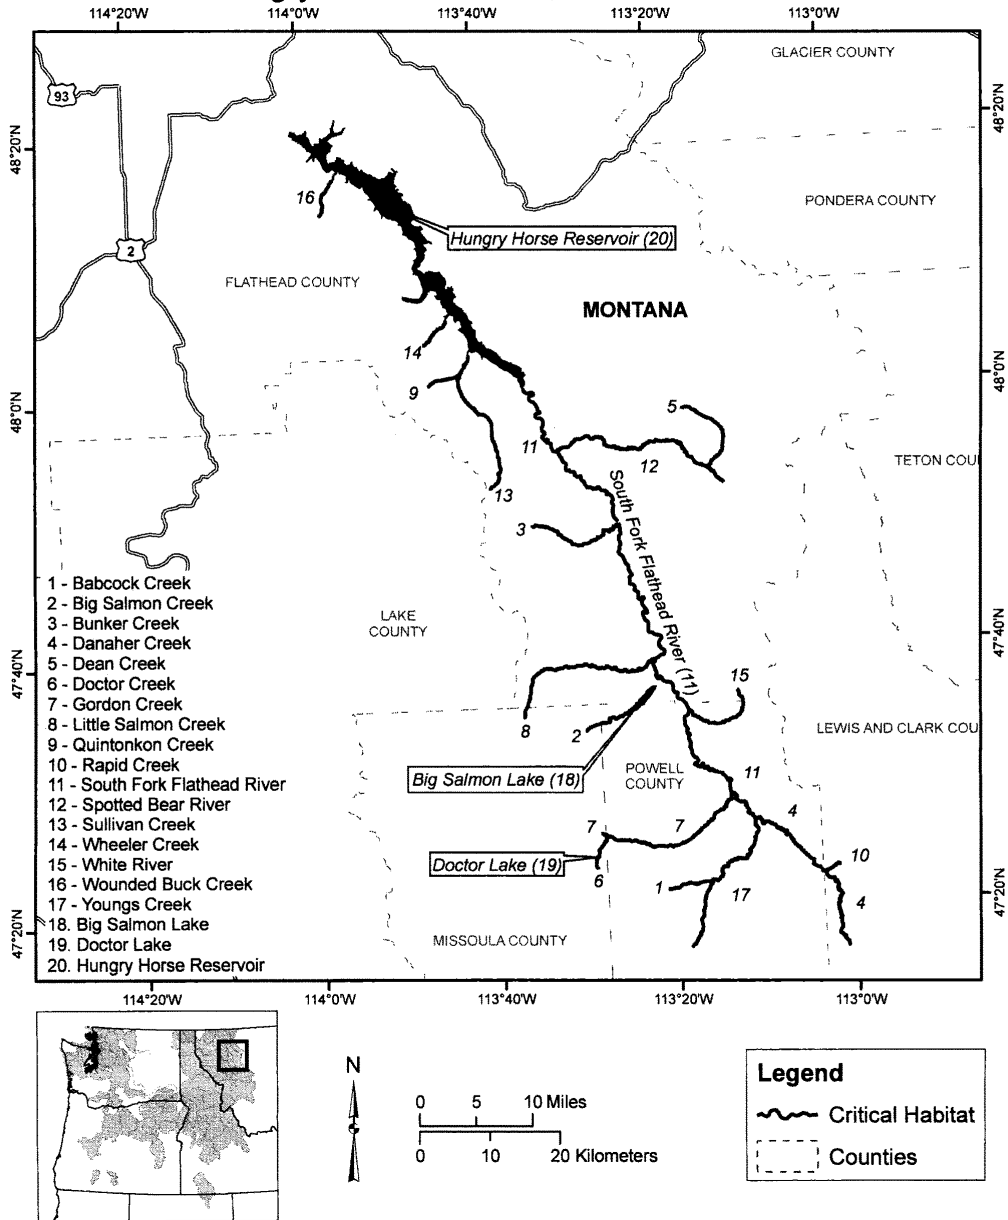 114°20'W
114°0'W
113°40'W
113°20'W
113°0'W
GLACIER COUNTY
93
48°20'N
48°20'N
16
PONDERA COUNTY
Hungry Horse Reservoir (20)
2
FLATHEAD COUNTY
MONTANA
14
48°0'N
9
5
48°0'N
11
12
TETON COU
13
South Fork Flathead River (11)
3
1 - Babcock Creek
2 - Big Salmon Creek
3 - Bunker Creek
4 - Danaher Creek
5 - Dean Creek
6 - Doctor Creek
7 - Gordon Creek
8 - Little Salmon Creek
9 - Quintonkon Creek
10 - Rapid Creek
11 - South Fork Flathead River
12 - Spotted Bear River
13 - Sullivan Creek
14 - Wheeler Creek
15 - White River
16 - Wounded Buck Creek
17 - Youngs Creek
18. Big Salmon Lake
19. Doctor Lake
20. Hungry Horse Reservoir
LAKE
COUNTY
47°40'N
47°40'N
15
8
2
LEWIS AND CLARK COU
Big Salmon Lake (18)
POWELL
COUNTY
11
4
7
7
10
Doctor Lake (19)
6
1
17
4
47°20'N
47°20'N
MISSOULA COUNTY
114°20'W
114°0'W
113°40'W
113°20'W
113°0'W
N
0 5 10 Miles
0 10 20 Kilometers
Legend
Critical Habitat
Counties